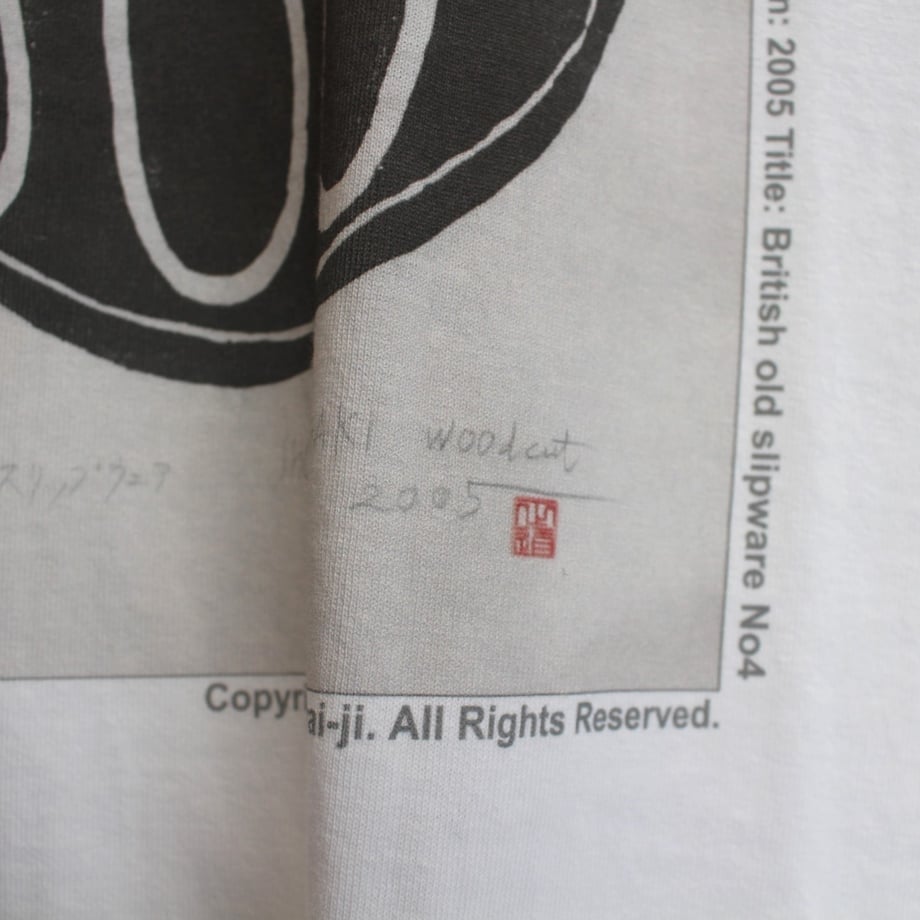 2005 Title: British old slipware No4
スリップウェア
woodcut
2005
ai-ji. All Rights Reserved.